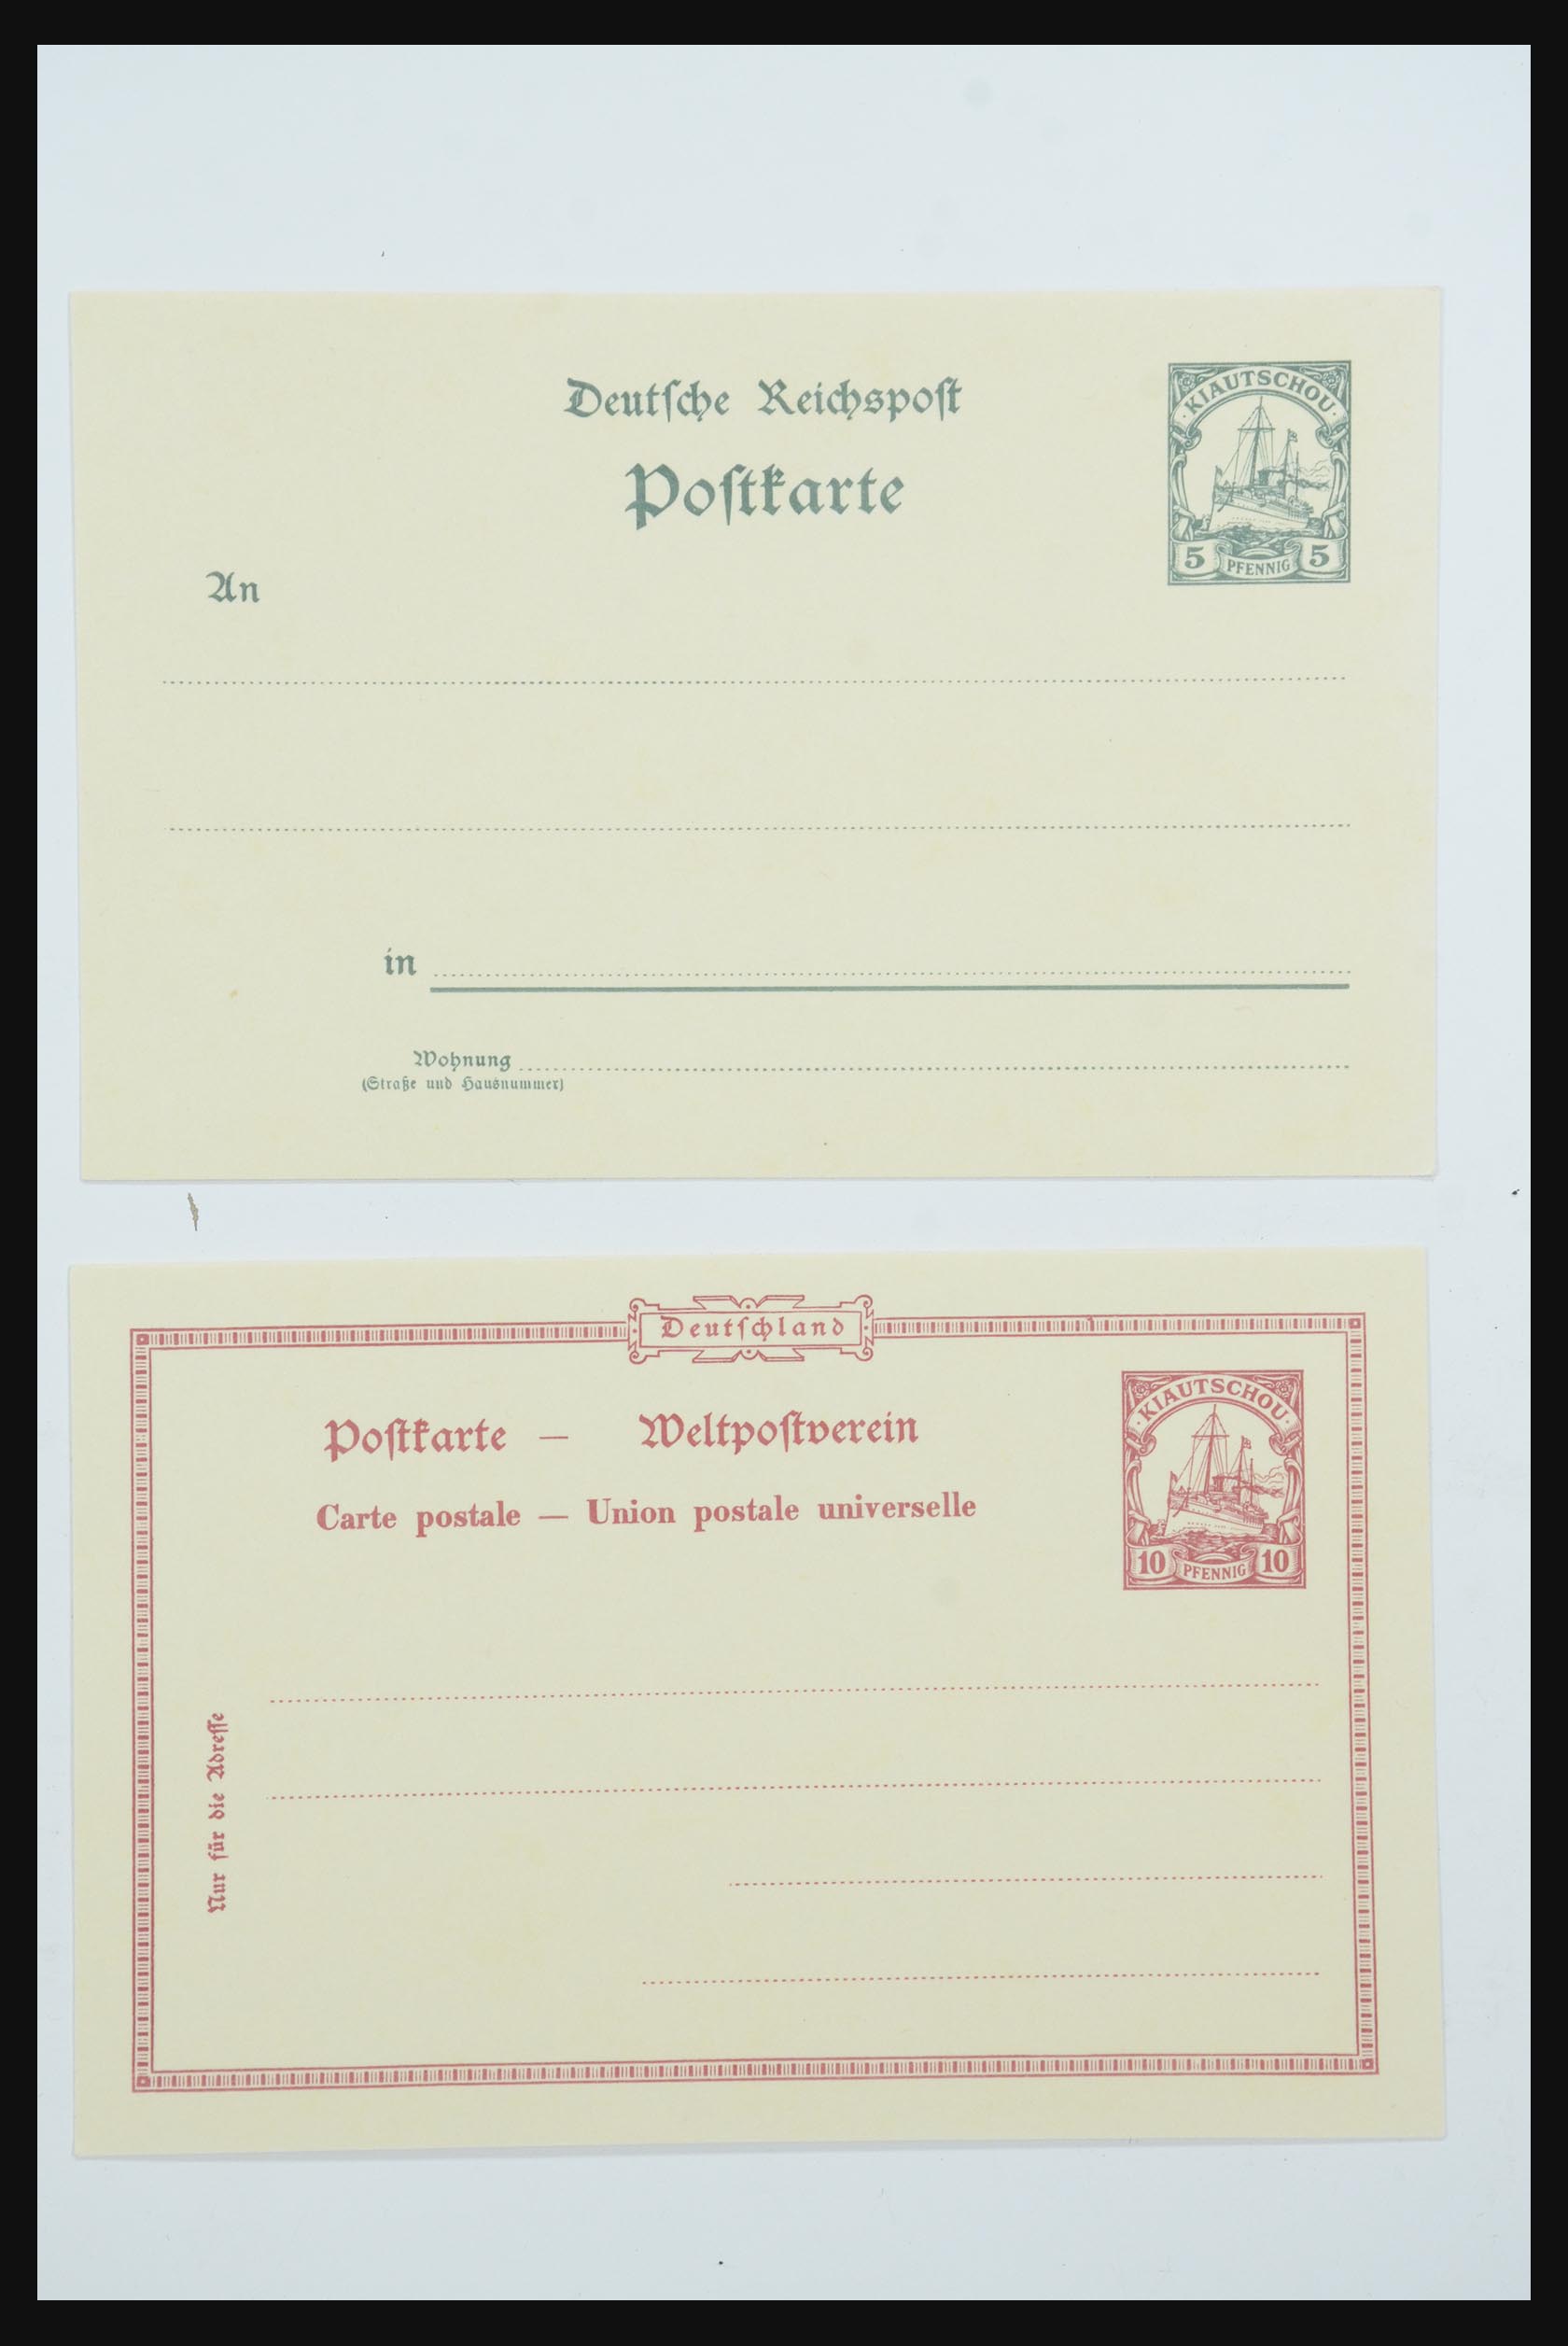 Deutſche Reichspoſt
Poſtkarte
KIAUTSCHOU
5 PFENNIG 5
An
in
Wohnung
(Straße und Hausnummer)
Deutſchland
Poſtkarte — Weltpoſtverein
Carte postale — Union postale universelle
KIAUTSCHOU
10 PFENNIG 10
Nur für die Adreſſe